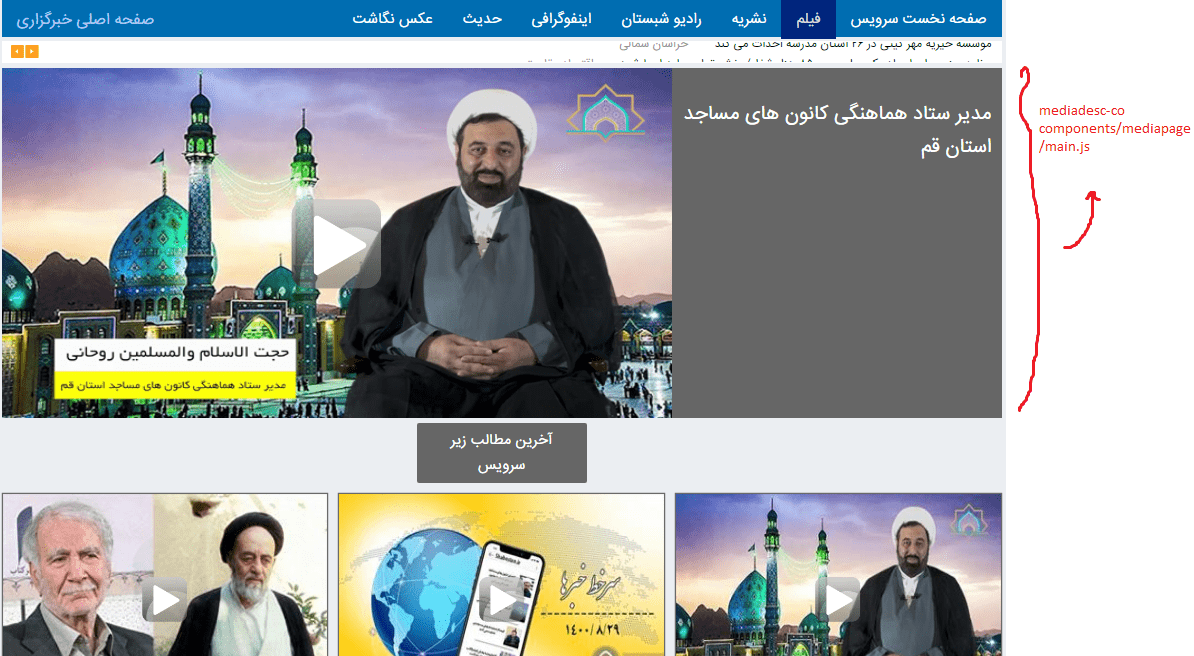 صفحه نخست سرویس فیلم نشریه رادیو شبستان اینفوگرافی حدیث عکس نگاشت صفحه اصلی خبرگزاری
موسسه خیریه مهر گیتی در ۲۶ استان مدرسه احداث می کند خراسان شمالی
مدیر ستاد هماهنگی کانون های مساجد
استان قم
mediadesc-co
components/mediapage
/main.js
حجت الاسلام والمسلمین روحانی
مدیر ستاد هماهنگی کانون های مساجد استان قم
آخرین مطالب زیر
سرویس
سرخط خبرها
۱۴۰۰/۸/۲۹